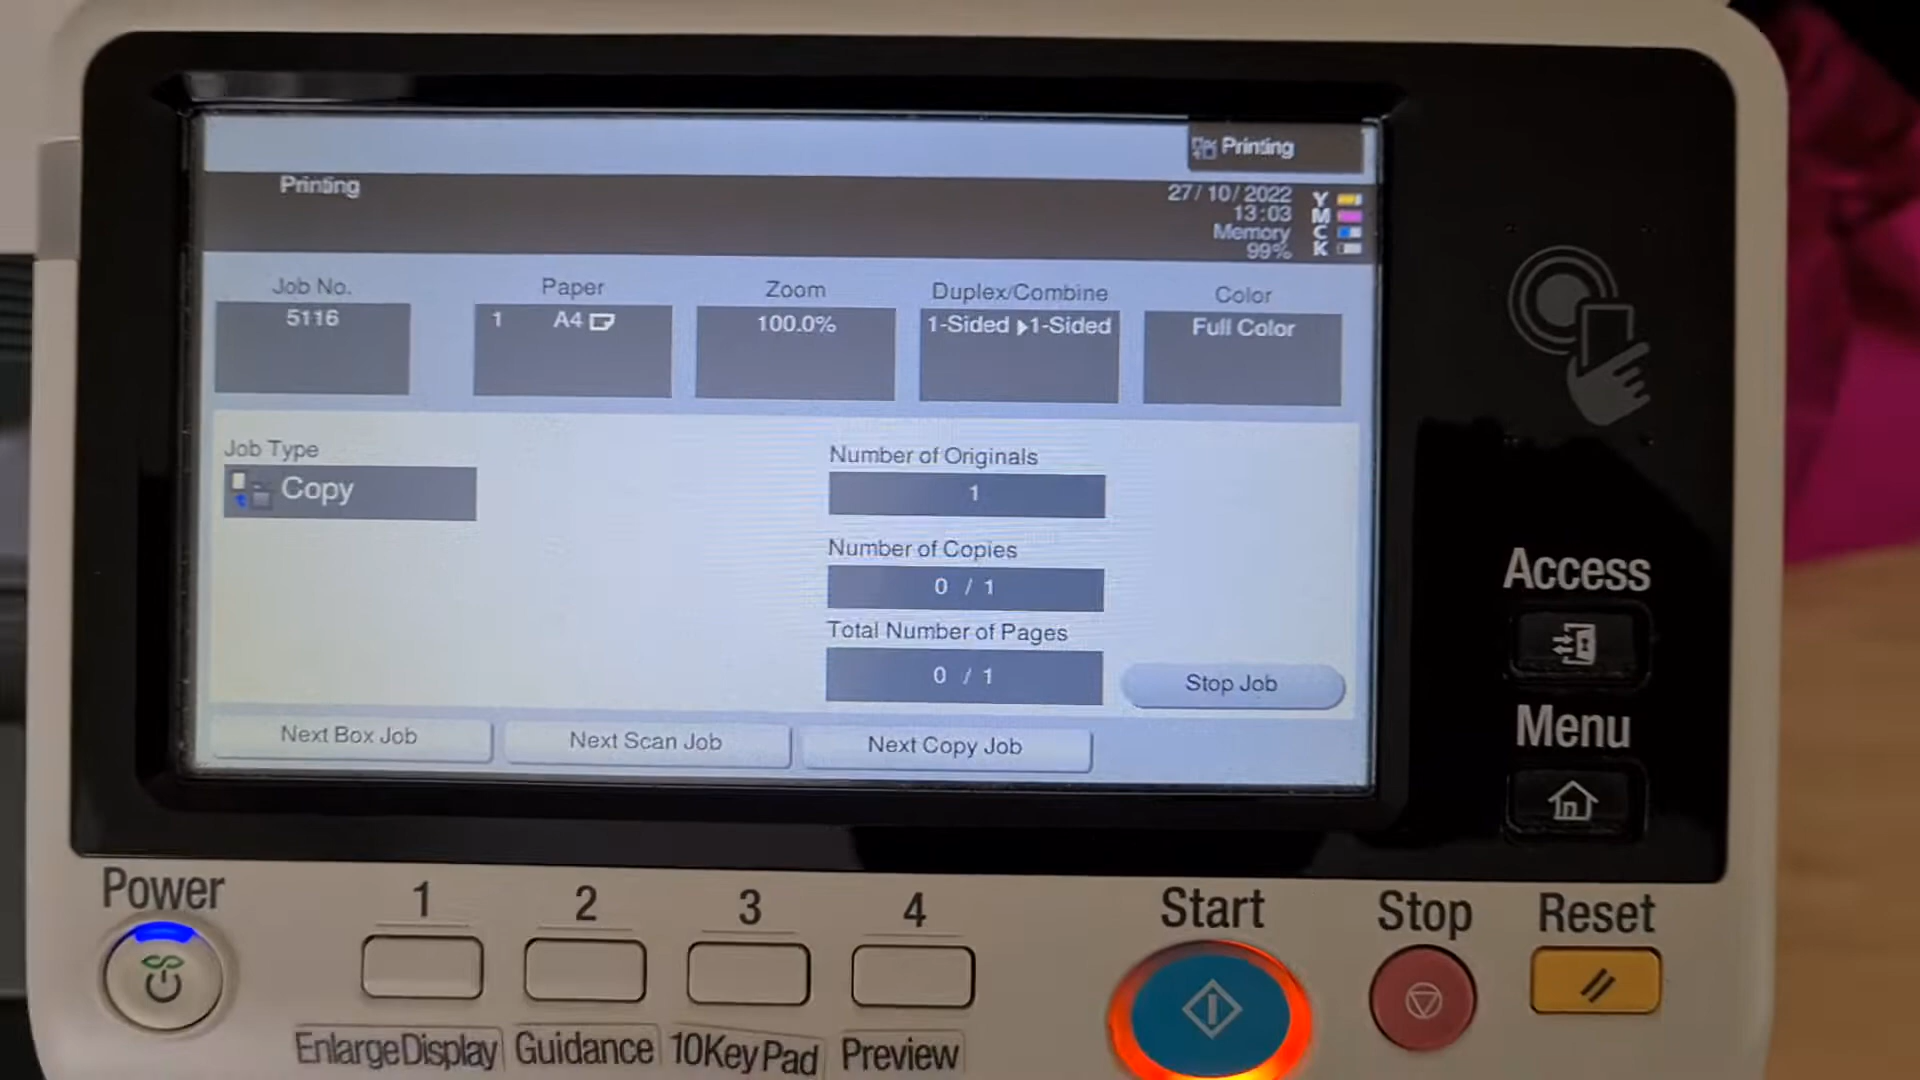 Printing
Printing
27/10/2022
13:03
Memory
99%
Y
M
C
K
Job No.
5116
Paper
1 A4
Zoom
100.0%
Duplex/Combine
1-Sided ▶1-Sided
Color
Full Color
Job Type
Copy
Number of Originals
1
Number of Copies
0 / 1
Total Number of Pages
0 / 1
Stop Job
Next Box Job
Next Scan Job
Next Copy Job
Access
Menu
Power
1
2
3
4
Start
Stop
Reset
Enlarge Display
Guidance
10 Key Pad
Preview